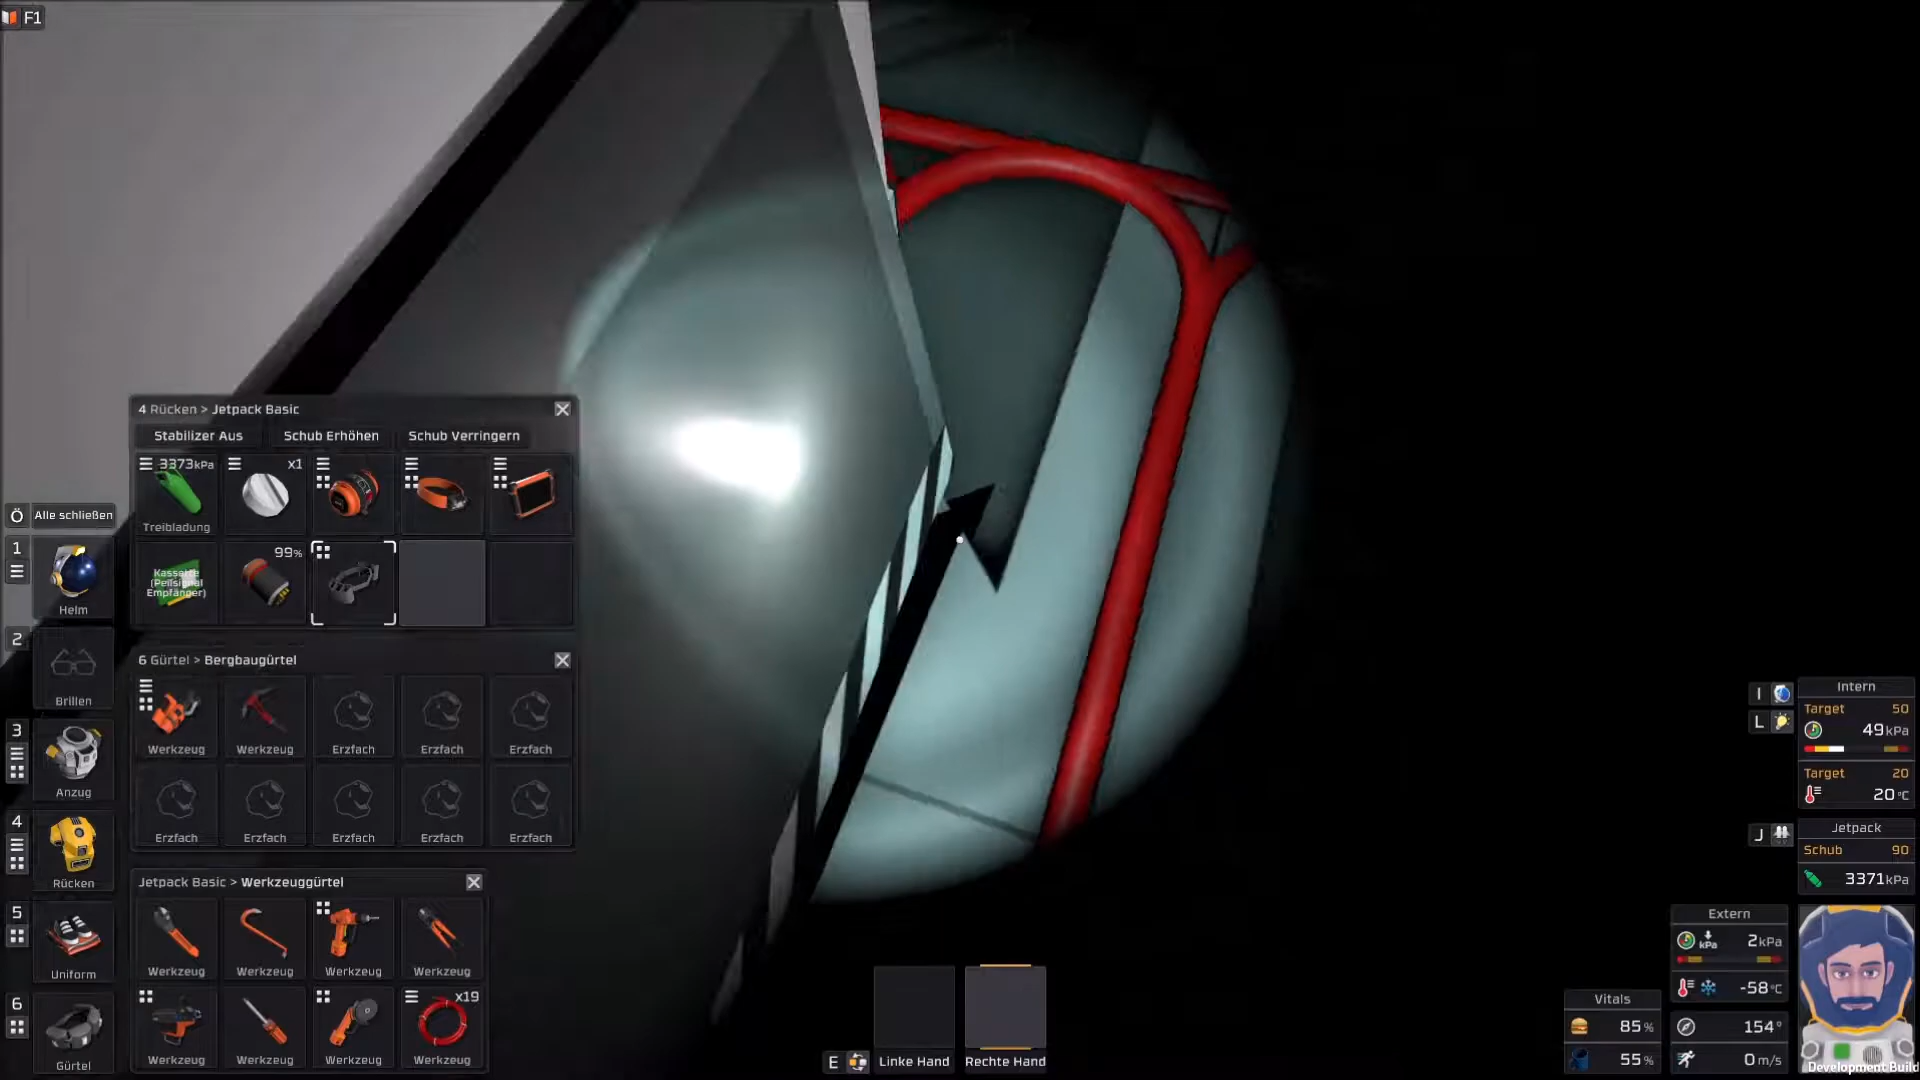 F1
4 Rücken > Jetpack Basic
Stabilizer Aus
Schub Erhöhen
Schub Verringern
3373kPa
x1
Treibladung
Kassette
(Peilsignal
Empfänger)
99%
Ö Alle schließen
1
Helm
2
Brillen
3
Anzug
4
Rücken
5
Uniform
6
Gürtel
6 Gürtel > Bergbaugürtel
Werkzeug Werkzeug Erzfach Erzfach Erzfach
Erzfach Erzfach Erzfach Erzfach Erzfach
Jetpack Basic > Werkzeuggürtel
Werkzeug Werkzeug Werkzeug Werkzeug
x19
Werkzeug Werkzeug Werkzeug Werkzeug
E Linke Hand Rechte Hand
I
L
Intern
Target 50
49kPa
Target 20
20°C
J
Jetpack
Schub 90
3371kPa
Extern
kPa 2kPa
-58°C
154°
0m/s
Vitals
85%
55%
Development Build